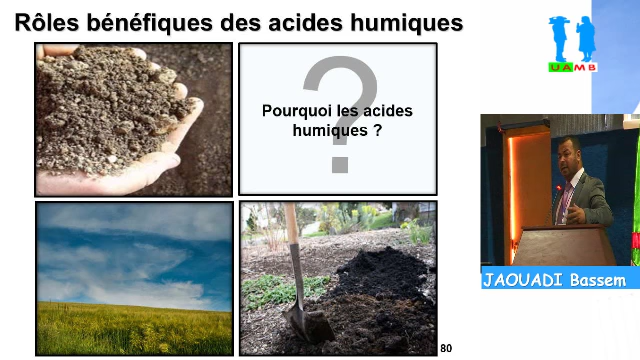 Rôles bénéfiques des acides humiques
Pourquoi les acides
humiques ?
?
UAMB
JAOUADI Bassem
80